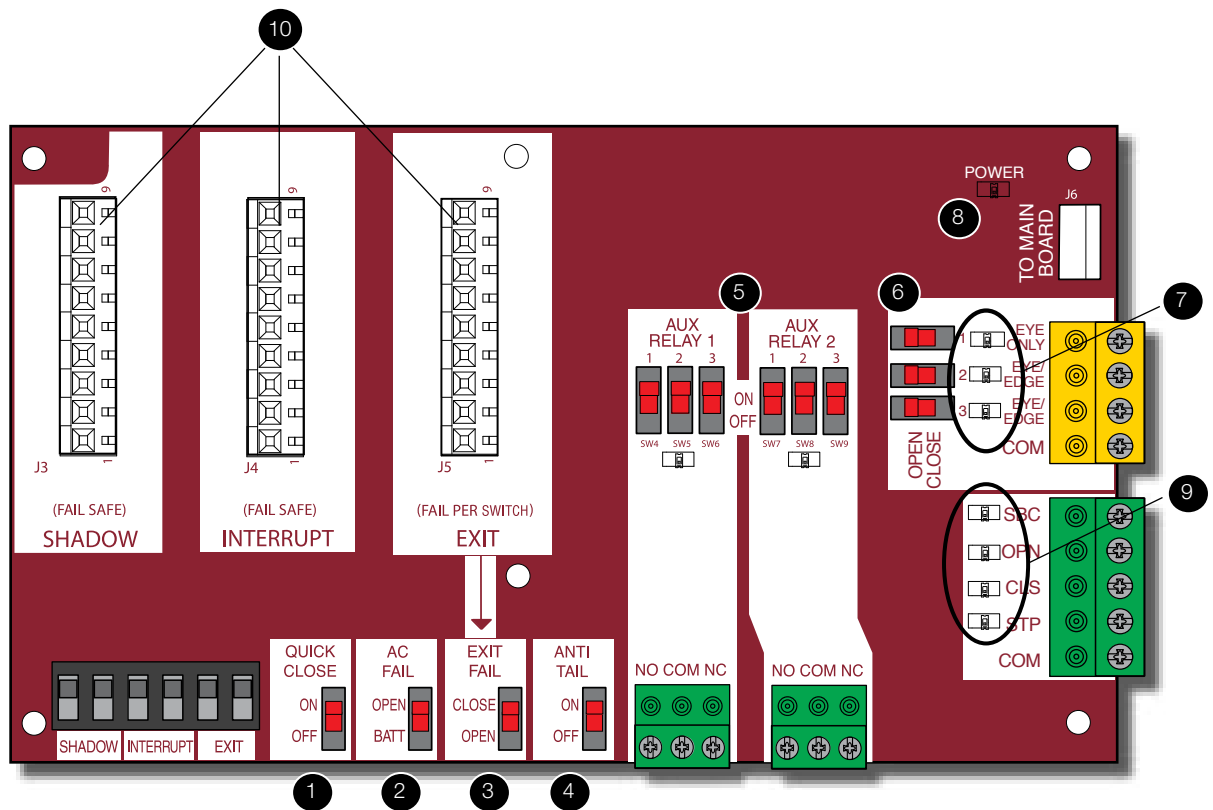 10
9
9
9
J3
1
J4
1
J5
1
(FAIL SAFE)
SHADOW
(FAIL SAFE)
INTERRUPT
(FAIL PER SWITCH)
EXIT
POWER
8
J6
TO MAIN
BOARD
5
6
7
AUX
RELAY 1
1 2 3
SW4 SW5 SW6
ON
OFF
AUX
RELAY 2
1 2 3
SW7 SW8 SW9
1 EYE
ONLY
2 EYE/
EDGE
3 EYE/
EDGE
COM
OPEN
CLOSE
9
SBC
OPN
CLS
STP
COM
SHADOW INTERRUPT EXIT
QUICK
CLOSE
ON
OFF
AC
FAIL
OPEN
BATT
EXIT
FAIL
CLOSE
OPEN
ANTI
TAIL
ON
OFF
NO COM NC
NO COM NC
1
2
3
4